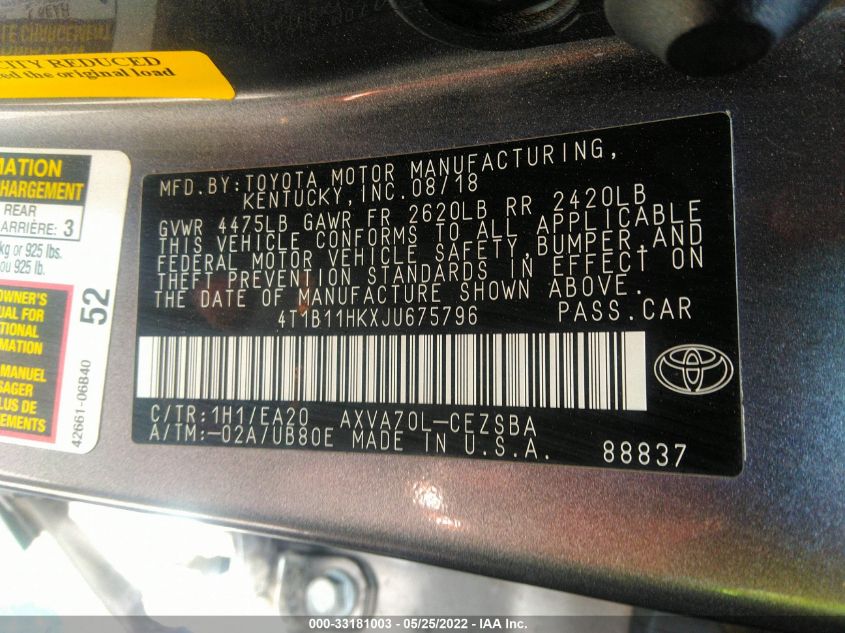 CITY REDUCED
the original load
MATION
CHARGEMENT
REAR
ARRIÈRE: 3
kg or 925 lbs.
ou 925 lb.
OWNER'S
UAL FOR
TIONAL
MATION
MANUEL
SAGER
LUS DE
EMENTS
52
42661-06B40
MFD.BY:TOYOTA MOTOR MANUFACTURING,
KENTUCKY, INC.08/18
GVWR 4475LB GAWR FR 2620LB RR 2420LB
THIS VEHICLE CONFORMS TO ALL APPLICABLE
FEDERAL MOTOR VEHICLE SAFETY,BUMPER,AND
THEFT PREVENTION STANDARDS IN EFFECT ON
THE DATE OF MANUFACTURE SHOWN ABOVE.
4T1B11HKXJU675796 PASS.CAR
C/TR:1H1/EA20 AXVA70L-CEZSBA
A/TM:-02A/UB80E MADE IN U.S.A.
88837
000-33181003 - 05/25/2022 - IAA Inc.